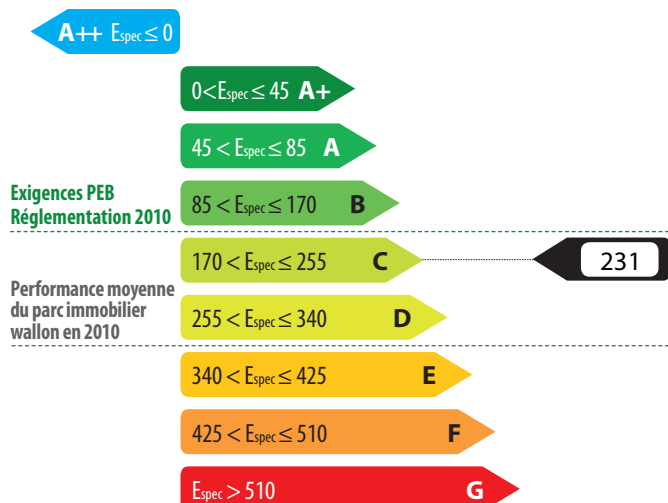 A++ Espec ≤ 0
0<Espec ≤ 45 A+
45 < Espec ≤ 85 A
Exigences PEB
Réglementation 2010
85 < Espec ≤ 170 B
170 < Espec ≤ 255 C
231
Performance moyenne
du parc immobilier
wallon en 2010
255 < Espec ≤ 340 D
340 < Espec ≤ 425 E
425 < Espec ≤ 510 F
Espec > 510 G